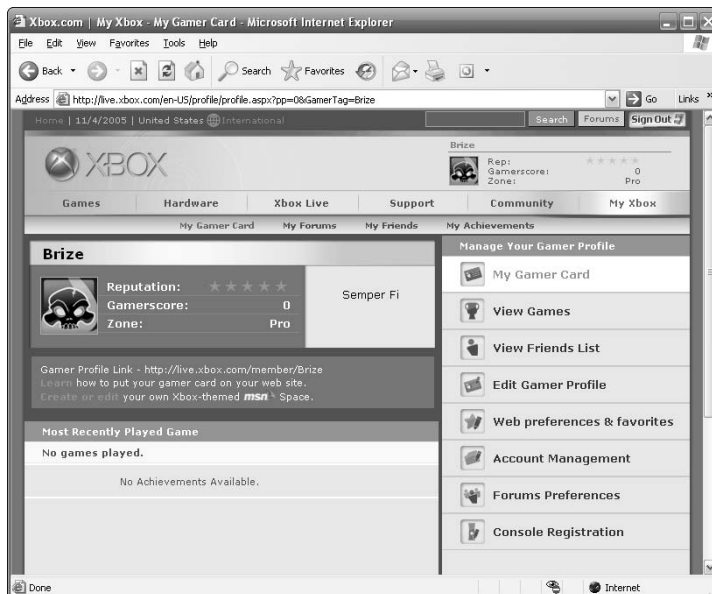 Xbox.com | My Xbox - My Gamer Card - Microsoft Internet Explorer
File Edit View Favorites Tools Help
Back Search Favorites
Address http://live.xbox.com/en-US/profile/profile.aspx?pp=0&GamerTag=Brize Go Links »
Home | 11/4/2005 | United States International Search Forums Sign Out
XBOX
Brize
Rep:
Gamerscore: 0
Zone: Pro
Games Hardware Xbox Live Support Community My Xbox
My Gamer Card My Forums My Friends My Achievements
Brize
Reputation:
Gamerscore: 0
Zone: Pro
Semper Fi
Gamer Profile Link - http://live.xbox.com/member/Brize
Learn how to put your gamer card on your web site.
Create or edit your own Xbox-themed msn Space.
Most Recently Played Game
No games played.
No Achievements Available.
Manage Your Gamer Profile
My Gamer Card
View Games
View Friends List
Edit Gamer Profile
Web preferences & favorites
Account Management
Forums Preferences
Console Registration
Done Internet